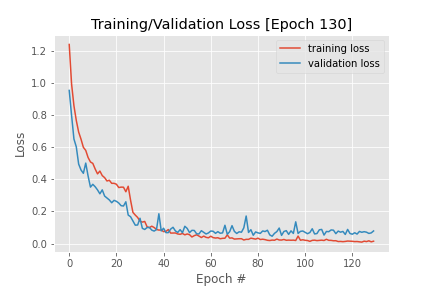 Training/Validation Loss [Epoch 130]
training loss
validation loss
Loss
1.2
1.0
0.8
0.6
0.4
0.2
0.0
0 20 40 60 80 100 120
Epoch #